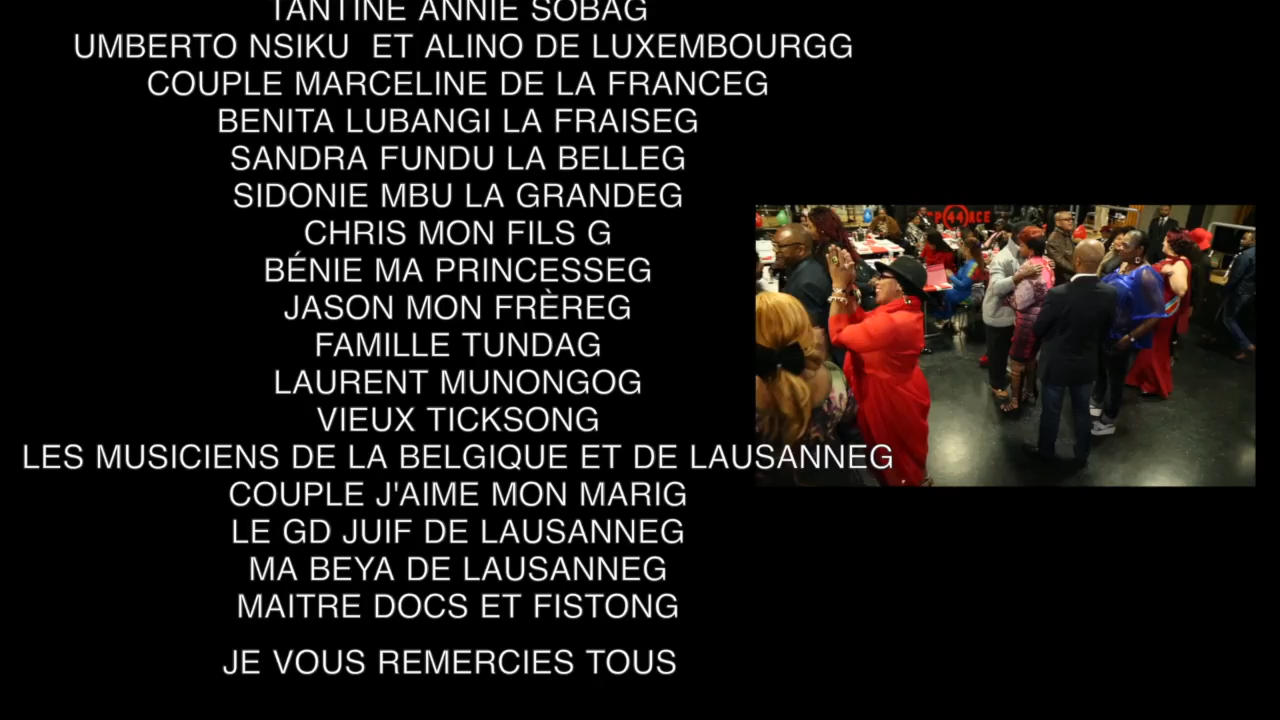 TANTINE ANNIE SOBAG
UMBERTO NSIKU  ET ALINO DE LUXEMBOURGG
COUPLE MARCELINE DE LA FRANCEG
BENITA LUBANGI LA FRAISEG
SANDRA FUNDU LA BELLEG
SIDONIE MBU LA GRANDEG
CHRIS MON FILS G
BÉNIE MA PRINCESSEG
JASON MON FRÈREG
FAMILLE TUNDAG
LAURENT MUNONGOG
VIEUX TICKSONG
LES MUSICIENS DE LA BELGIQUE ET DE LAUSANNEG
COUPLE J'AIME MON MARIG
LE GD JUIF DE LAUSANNEG
MA BEYA DE LAUSANNEG
MAITRE DOCS ET FISTONG
JE VOUS REMERCIES TOUS
44